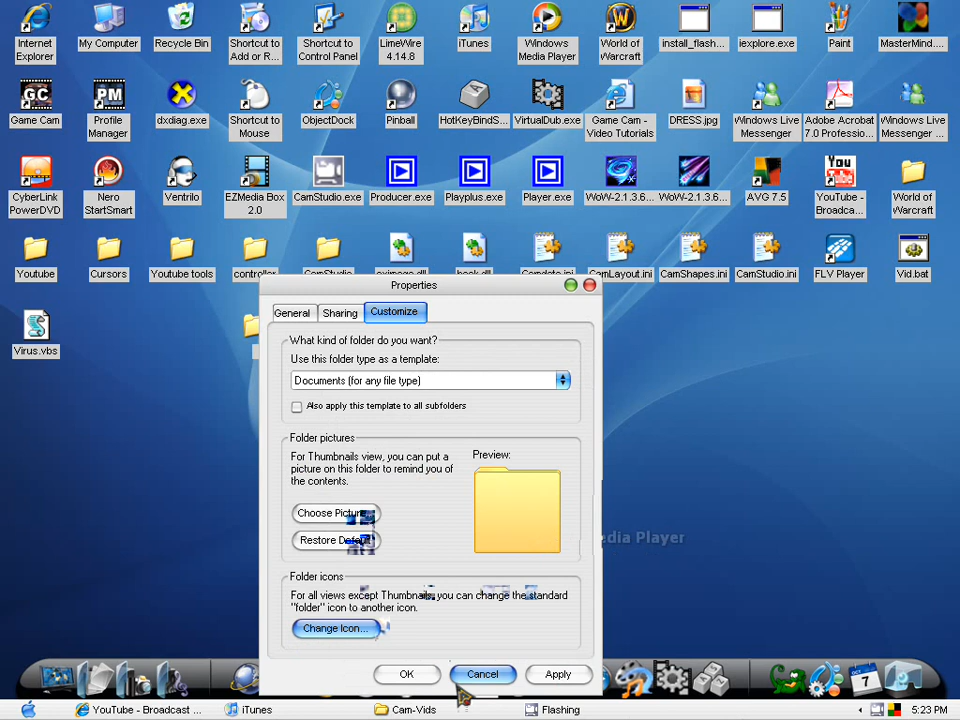 Internet
Explorer
My Computer
Recycle Bin
Shortcut to
Add or R...
Shortcut to
Control Panel
LimeWire
4.14.8
iTunes
Windows
Media Player
World of
Warcraft
install_flash...
iexplore.exe
Paint
MasterMind....
Game Cam
Profile
Manager
dxdiag.exe
Shortcut to
Mouse
ObjectDock
Pinball
HotKeyBindS...
VirtualDub.exe
Game Cam -
Video Tutorials
DRESS.jpg
Windows Live
Messenger
Adobe Acrobat
7.0 Professio...
Windows Live
Messenger ...
CyberLink
PowerDVD
Nero
StartSmart
Ventrilo
EZMedia Box
2.0
CamStudio.exe
Producer.exe
Playplus.exe
Player.exe
WoW-2.1.3.6...
WoW-2.1.3.6...
AVG 7.5
YouTube -
Broadca...
World of
Warcraft
Youtube
Cursors
Youtube tools
controller
CamStudio
CamLayout.ini
CamShapes.ini
CamStudio.ini
FLV Player
Vid.bat
Virus.vbs
Properties
General
Sharing
Customize
What kind of folder do you want?
Use this folder type as a template:
Documents (for any file type)
Also apply this template to all subfolders
Folder pictures
For Thumbnails view, you can put a
picture on this folder to remind you of
the contents.
Preview:
Choose Picture...
Restore Default
Folder icons
For all views except Thumbnails, you can change the standard
"folder" icon to another icon.
Change Icon...
OK
Cancel
Apply
edia Player
7
YouTube - Broadcast ...
iTunes
Cam-Vids
Flashing
5:23 PM